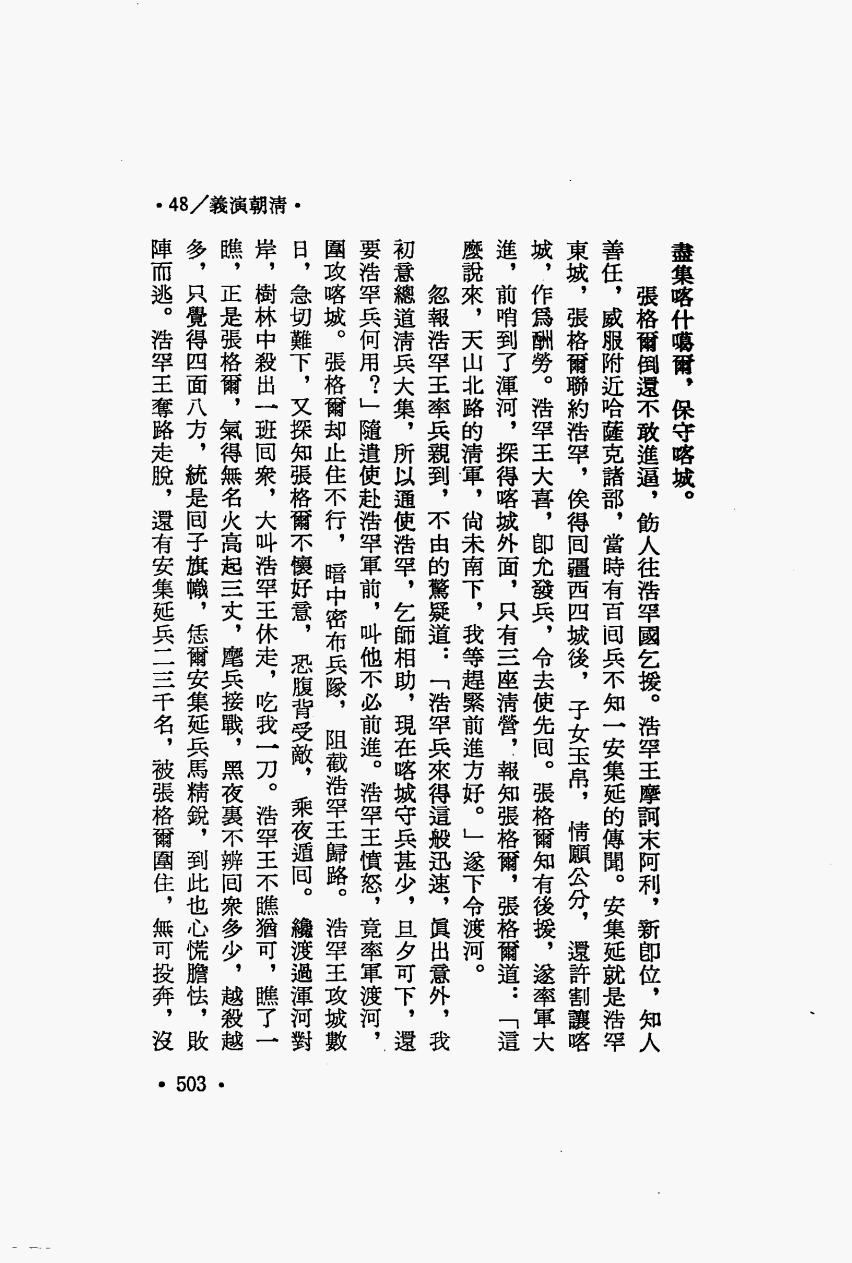 •48／義演朝清•
盡集喀什噶爾，保守喀城。
張格爾倒還不敢進逼，飭人往浩罕國乞援。浩罕王摩訶末阿利，新卽位，知人
善任，威服附近哈薩克諸部，當時有百囘兵不知一安集延的傳聞。安集延就是浩罕
東城，張格爾聯約浩罕，俟得囘疆西四城後，子女玉帛，情願公分，還許割讓喀
城，作爲酬勞。浩罕王大喜，卽允發兵，令去使先囘。張格爾知有後援，遂率軍大
進，前哨到了渾河，探得喀城外面，只有三座淸營，報知張格爾，張格爾道：「這
麼說來，天山北路的淸軍，尙未南下，我等趕緊前進方好。」遂下令渡河。
忽報浩罕王率兵親到，不由的驚疑道：「浩罕兵來得這般迅速，眞出意外，我
初意總道淸兵大集，所以通使浩罕，乞師相助，現在喀城守兵甚少，旦夕可下，還
要浩罕兵何用？」隨遣使赴浩罕軍前，叫他不必前進。浩罕王憤怒，竟率軍渡河，
圍攻喀城。張格爾却止住不行，暗中密布兵隊，阻截浩罕王歸路。浩罕王攻城數
日，急切難下，又探知張格爾不懷好意，恐腹背受敵，乘夜遁囘。纔渡過渾河對
岸，樹林中殺出一班囘衆，大叫浩罕王休走，吃我一刀。浩罕王不瞧猶可，瞧了一
瞧，正是張格爾，氣得無名火高起三丈，麾兵接戰，黑夜裏不辨囘衆多少，越殺越
多，只覺得四面八方，統是囘子旗幟，恁爾安集延兵馬精銳，到此也心慌膽怯，敗
陣而逃。浩罕王奪路走脫，還有安集延兵二三千名，被張格爾圍住，無可投奔，沒
•503•